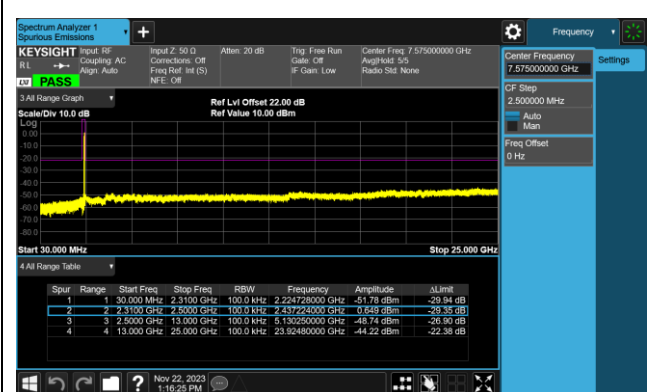 Spectrum Analyzer 1
Spurious Emissions
Frequency
KEYSIGHT Input: RF
RL
Coupling: AC
Align: Auto
LXI PASS
Input Z: 50 Ω
Corrections: Off
Freq Ref: Int (S)
NFE: Off
Atten: 20 dB
Trig: Free Run
Gate: Off
IF Gain: Low
Center Freq: 7.575000000 GHz
Avg|Hold: 5/5
Radio Std: None
Center Frequency
7.575000000 GHz
Settings
CF Step
2.500000 MHz
Auto
Man
Freq Offset
0 Hz
3 All Range Graph
Scale/Div 10.0 dB
Ref Lvl Offset 22.00 dB
Ref Value 10.00 dBm
Log
0.00
-10.0
-20.0
-30.0
-40.0
-50.0
-60.0
-70.0
-80.0
Start 30.000 MHz
Stop 25.000 GHz
4 All Range Table
Spur Range Start Freq Stop Freq RBW Frequency Amplitude ΔLimit
1 1 30.000 MHz 2.3100 GHz 100.0 kHz 2.224728000 GHz -51.78 dBm -29.94 dB
2 2 2.3100 GHz 2.5000 GHz 100.0 kHz 2.437224000 GHz 0.649 dBm -29.35 dB
3 3 2.5000 GHz 13.000 GHz 100.0 kHz 5.130250000 GHz -48.74 dBm -26.90 dB
4 4 13.000 GHz 25.000 GHz 100.0 kHz 23.92480000 GHz -44.22 dBm -22.38 dB
Nov 22, 2023
1:16:25 PM